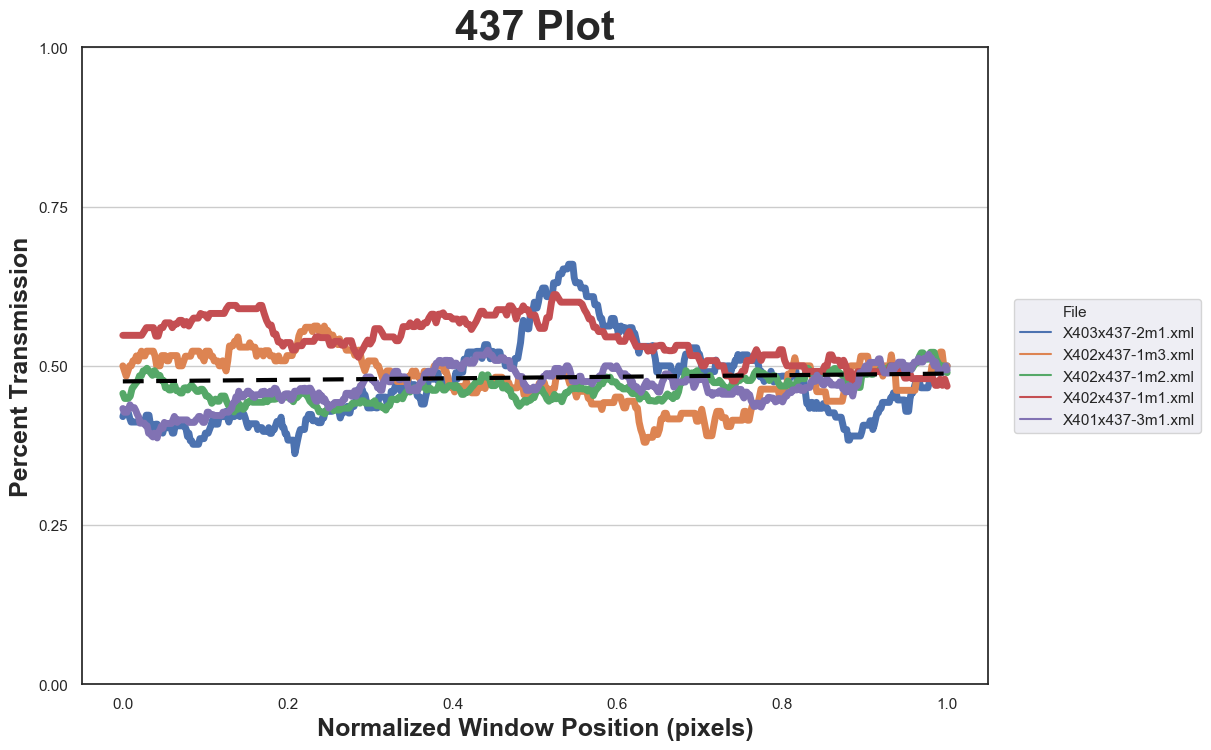 437 Plot
1.00
0.75
0.50
0.25
0.00
Percent Transmission
0.0 0.2 0.4 0.6 0.8 1.0
Normalized Window Position (pixels)
File
X403x437-2m1.xml
X402x437-1m3.xml
X402x437-1m2.xml
X402x437-1m1.xml
X401x437-3m1.xml